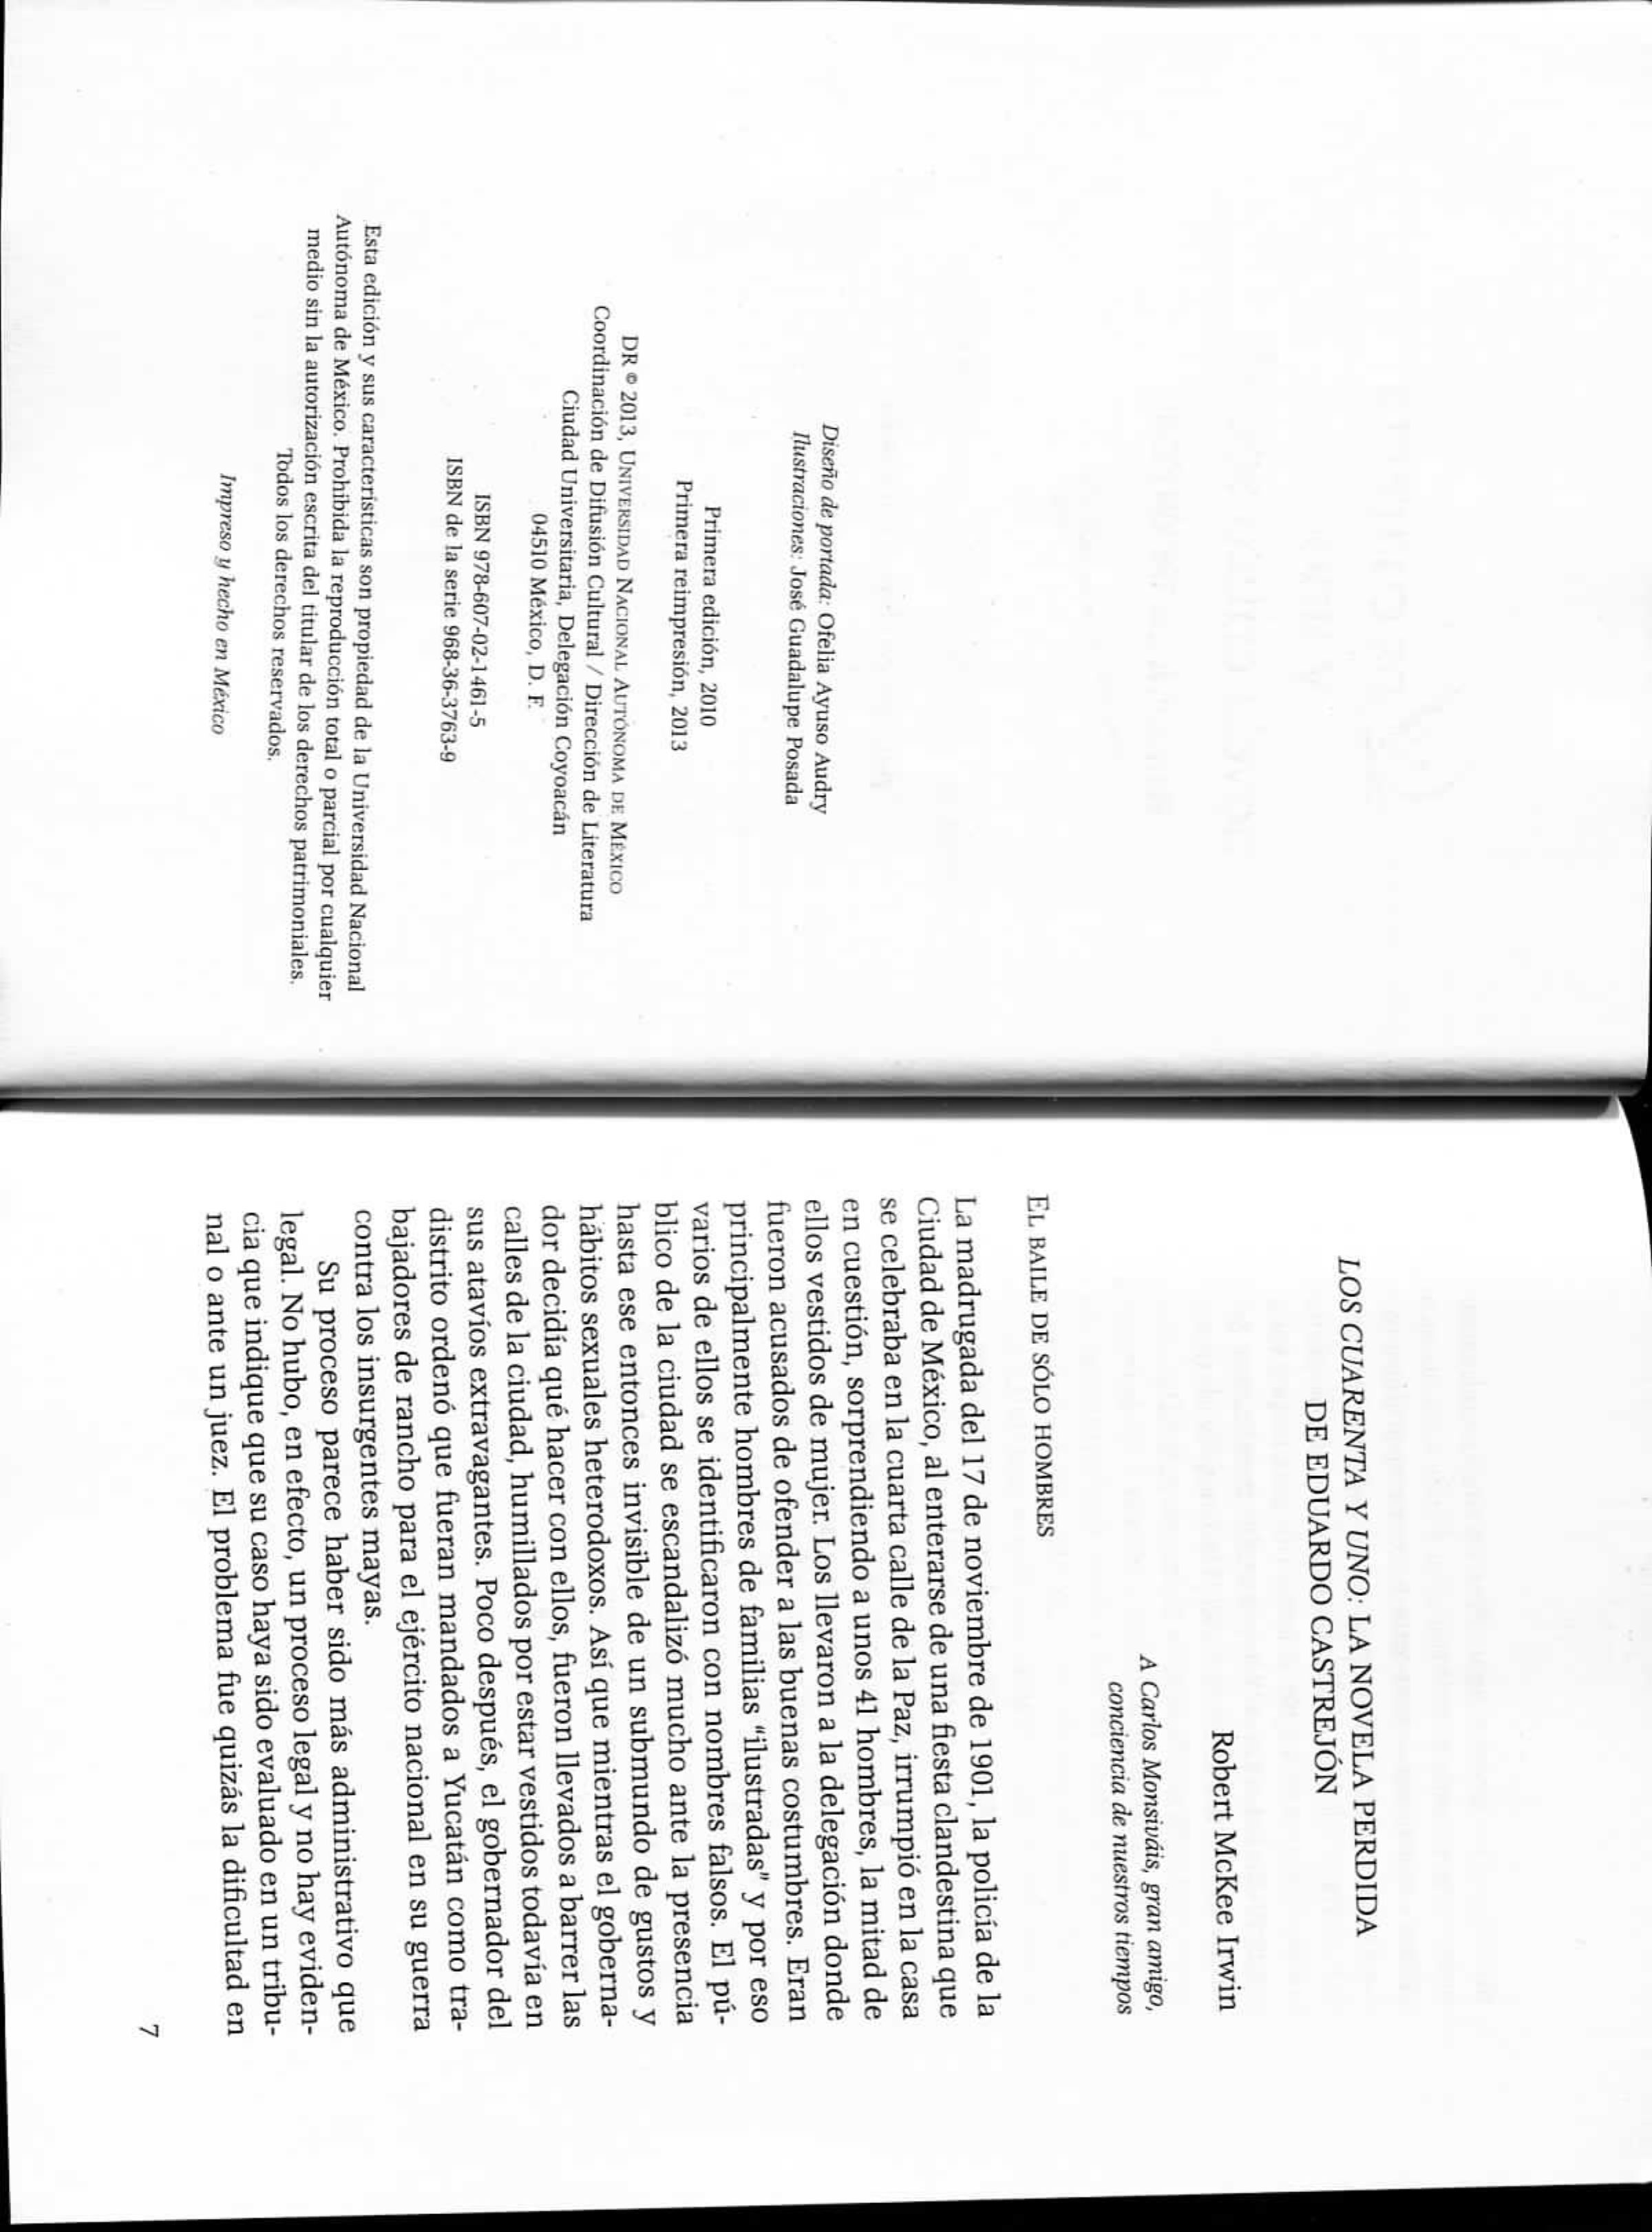 Diseño de portada: Ofelia Ayuso Audry
Ilustraciones: José Guadalupe Posada
Primera edición, 2010
Primera reimpresión, 2013
DR © 2013, UNIVERSIDAD NACIONAL AUTÓNOMA DE MÉXICO
Coordinación de Difusión Cultural / Dirección de Literatura
Ciudad Universitaria, Delegación Coyoacán
04510 México, D. F.
ISBN 978-607-02-1461-5
ISBN de la serie 968-36-3763-9
Esta edición y sus características son propiedad de la Universidad Nacional
Autónoma de México. Prohibida la reproducción total o parcial por cualquier
medio sin la autorización escrita del titular de los derechos patrimoniales.
Todos los derechos reservados.
Impreso y hecho en México
LOS CUARENTA Y UNO: LA NOVELA PERDIDA
DE EDUARDO CASTREJÓN
Robert McKee Irwin
A Carlos Monsiváis, gran amigo,
conciencia de nuestros tiempos
EL BAILE DE SÓLO HOMBRES
La madrugada del 17 de noviembre de 1901, la policía de la
Ciudad de México, al enterarse de una fiesta clandestina que
se celebraba en la cuarta calle de la Paz, irrumpió en la casa
en cuestión, sorprendiendo a unos 41 hombres, la mitad de
ellos vestidos de mujer. Los llevaron a la delegación donde
fueron acusados de ofender a las buenas costumbres. Eran
principalmente hombres de familias “ilustradas” y por eso
varios de ellos se identificaron con nombres falsos. El pú-
blico de la ciudad se escandalizó mucho ante la presencia
hasta ese entonces invisible de un submundo de gustos y
hábitos sexuales heterodoxos. Así que mientras el goberna-
dor decidía qué hacer con ellos, fueron llevados a barrer las
calles de la ciudad, humillados por estar vestidos todavía en
sus atavíos extravagantes. Poco después, el gobernador del
distrito ordenó que fueran mandados a Yucatán como tra-
bajadores de rancho para el ejército nacional en su guerra
contra los insurgentes mayas.
Su proceso parece haber sido más administrativo que
legal. No hubo, en efecto, un proceso legal y no hay eviden-
cia que indique que su caso haya sido evaluado en un tribu-
nal o ante un juez. El problema fue quizás la dificultad en
7